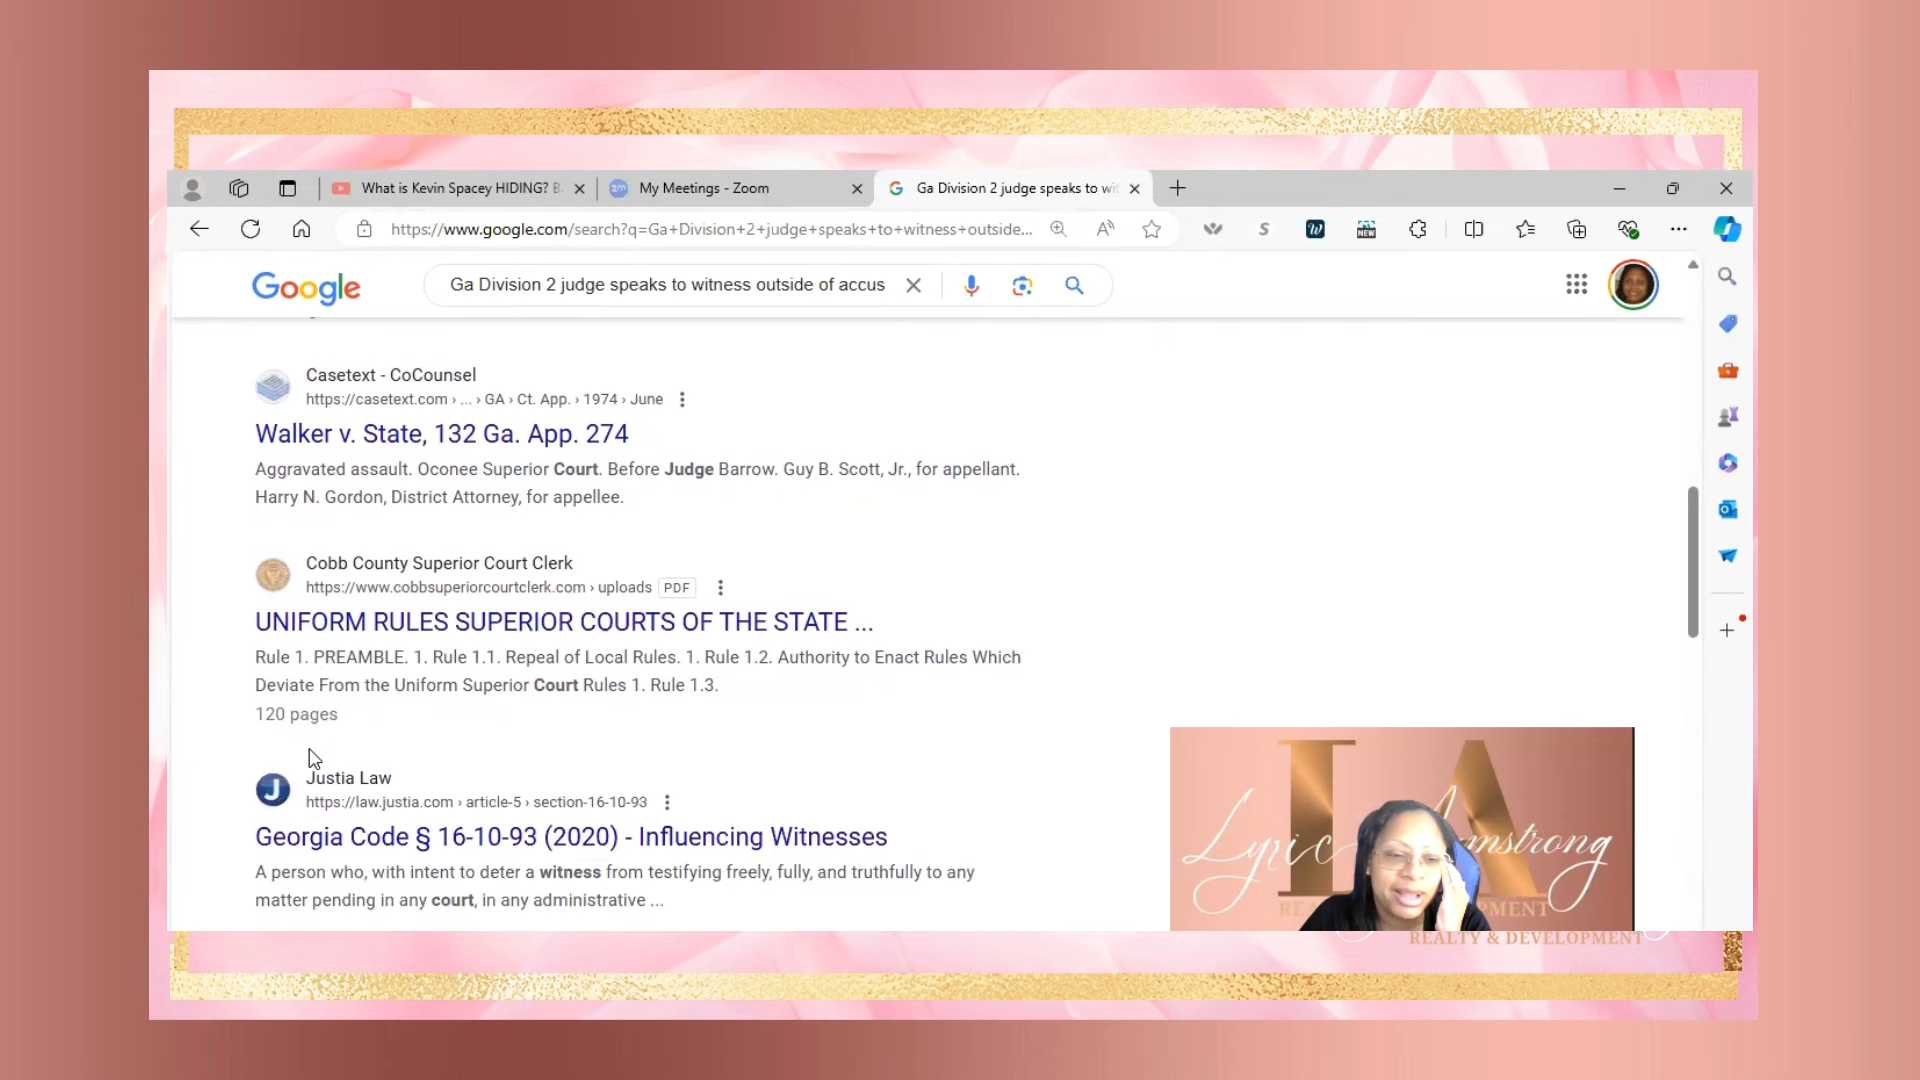 What is Kevin Spacey HIDING? B
My Meetings - Zoom
Ga Division 2 judge speaks to wi
https://www.google.com/search?q=Ga+Division+2+judge+speaks+to+witness+outside...
Google
Ga Division 2 judge speaks to witness outside of accus
Casetext - CoCounsel
https://casetext.com › ... › GA › Ct. App. › 1974 › June
Walker v. State, 132 Ga. App. 274
Aggravated assault. Oconee Superior Court. Before Judge Barrow. Guy B. Scott, Jr., for appellant.
Harry N. Gordon, District Attorney, for appellee.
Cobb County Superior Court Clerk
https://www.cobbsuperiorcourtclerk.com › uploads PDF
UNIFORM RULES SUPERIOR COURTS OF THE STATE ...
Rule 1. PREAMBLE. 1. Rule 1.1. Repeal of Local Rules. 1. Rule 1.2. Authority to Enact Rules Which
Deviate From the Uniform Superior Court Rules 1. Rule 1.3.
120 pages
Justia Law
https://law.justia.com › article-5 › section-16-10-93
Georgia Code § 16-10-93 (2020) - Influencing Witnesses
A person who, with intent to deter a witness from testifying freely, fully, and truthfully to any
matter pending in any court, in any administrative ...
LA
Lyric Armstrong
REALTY & DEVELOPMENT